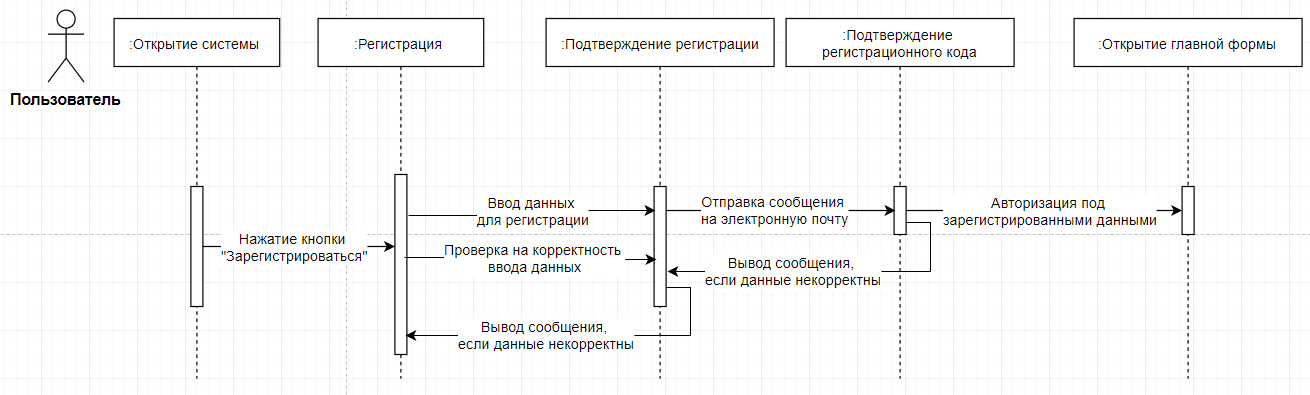 Пользователь
:Открытие системы
:Регистрация
:Подтверждение регистрации
:Подтверждение
регистрационного кода
:Открытие главной формы
Ввод данных
для регистрации
Отправка сообщения
на электронную почту
Авторизация под
зарегистрированными данными
Нажатие кнопки
"Зарегистрироваться"
Проверка на корректность
ввода данных
Вывод сообщения,
если данные некорректны
Вывод сообщения,
если данные некорректны